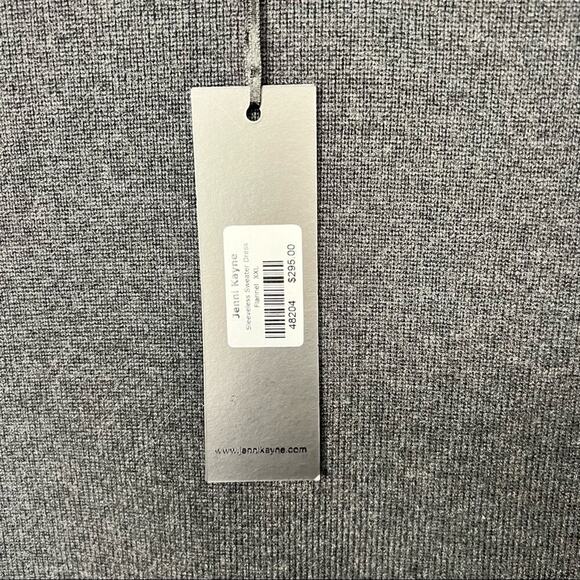 Jenni Kayne
Sleeveless Sweater Dress
Flannel XXL
48204 $295.00
www.jennikayne.com